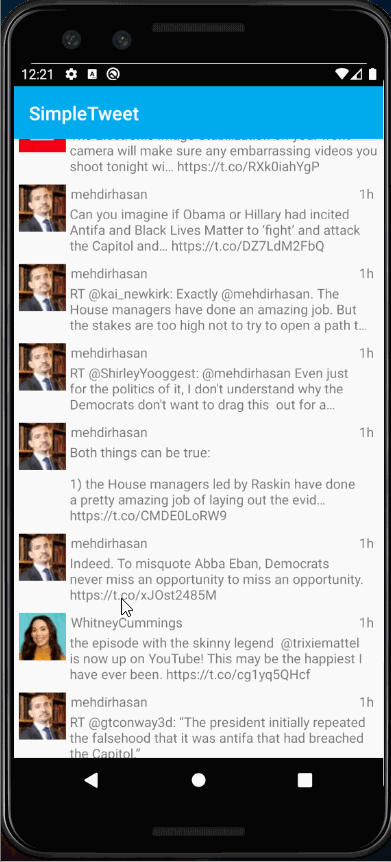 12:21
SimpleTweet
camera will make sure any embarrassing videos you
shoot tonight wi… https://t.co/RXk0iahYgP
mehdirhasan 1h
Can you imagine if Obama or Hillary had incited
Antifa and Black Lives Matter to ‘fight’ and attack
the Capitol and… https://t.co/DZ7LdM2FbQ
mehdirhasan 1h
RT @kai_newkirk: Exactly @mehdirhasan. The
House managers have done an amazing job. But
the stakes are too high not to try to open a path t…
mehdirhasan 1h
RT @ShirleyYooggest: @mehdirhasan Even just
for the politics of it, I don't understand why the
Democrats don't want to drag this  out for a…
mehdirhasan 1h
Both things can be true:
1) the House managers led by Raskin have done
a pretty amazing job of laying out the evid…
https://t.co/CMDE0LoRW9
mehdirhasan 1h
Indeed. To misquote Abba Eban, Democrats
never miss an opportunity to miss an opportunity.
https://t.co/xJOst2485M
WhitneyCummings 1h
the episode with the skinny legend  @trixiemattel
is now up on YouTube! This may be the happiest I
have ever been. https://t.co/cg1yq5QHcf
mehdirhasan 1h
RT @gtconway3d: “The president initially repeated
the falsehood that it was antifa that had breached
the Capitol.”